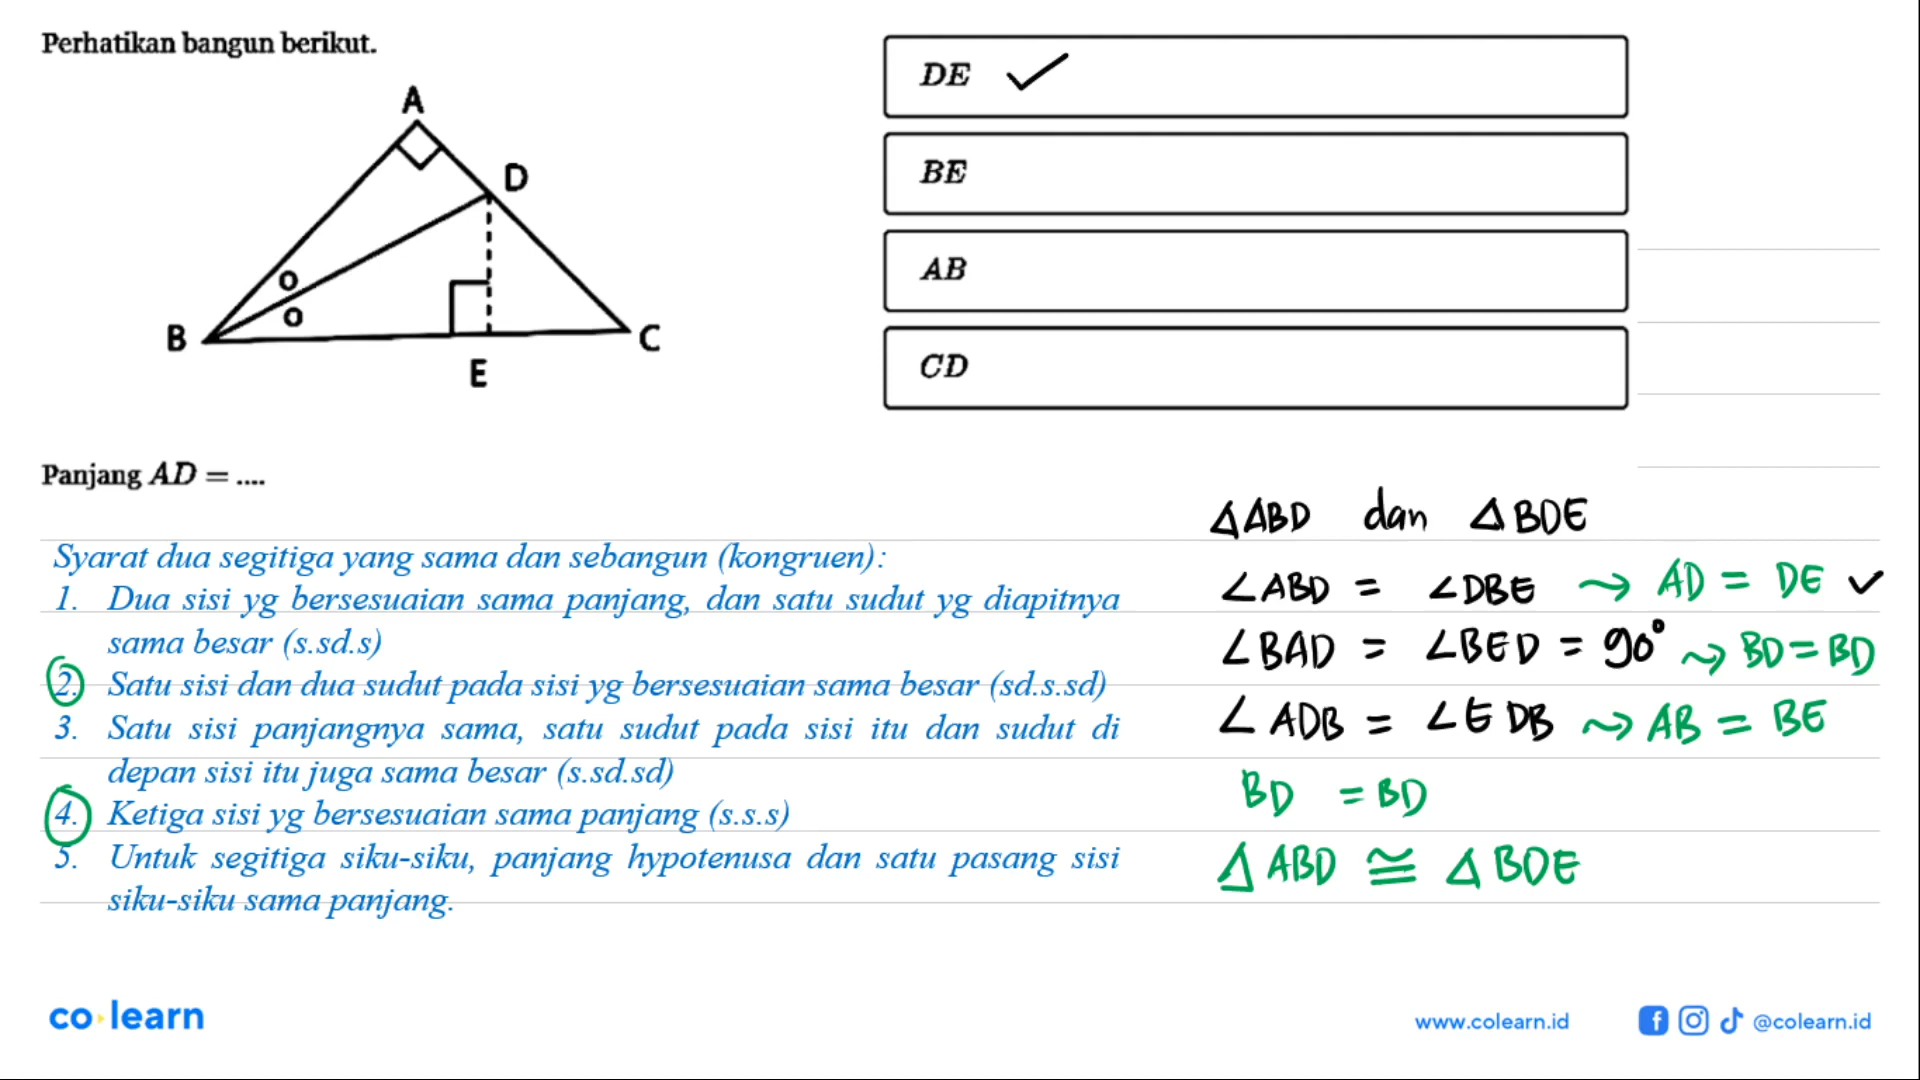 Perhatikan bangun berikut.
A
D
B
o
o
C
E
DE ✓
BE
AB
CD
Panjang AD = ....
Syarat dua segitiga yang sama dan sebangun (kongruen):
1. Dua sisi yg bersesuaian sama panjang, dan satu sudut yg diapitnya
sama besar (s.sd.s)
2. Satu sisi dan dua sudut pada sisi yg bersesuaian sama besar (sd.s.sd)
3. Satu sisi panjangnya sama, satu sudut pada sisi itu dan sudut di
depan sisi itu juga sama besar (s.sd.sd)
4. Ketiga sisi yg bersesuaian sama panjang (s.s.s)
5. Untuk segitiga siku-siku, panjang hypotenusa dan satu pasang sisi
siku-siku sama panjang.
△ABD dan △BDE
∠ABD = ∠DBE ⤳ AD = DE ✓
∠BAD = ∠BED = 90° ⤳ BD = BD
∠ADB = ∠EDB ⤳ AB = BE
BD = BD
△ABD ≅ △BDE
co learn
www.colearn.id
@colearn.id